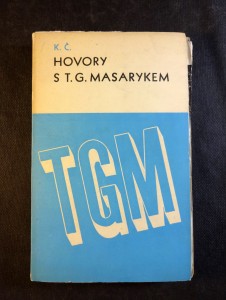 K. Č.
HOVORY
S T. G. MASARYKEM
TGM